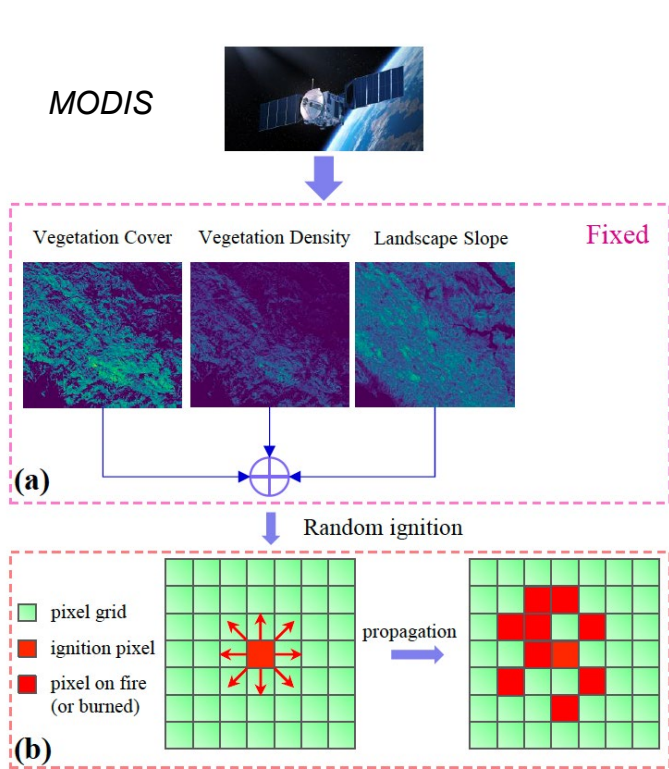 MODIS
Vegetation Cover
Vegetation Density
Landscape Slope
Fixed
(a)
Random ignition
pixel grid
ignition pixel
pixel on fire
(or burned)
propagation
(b)